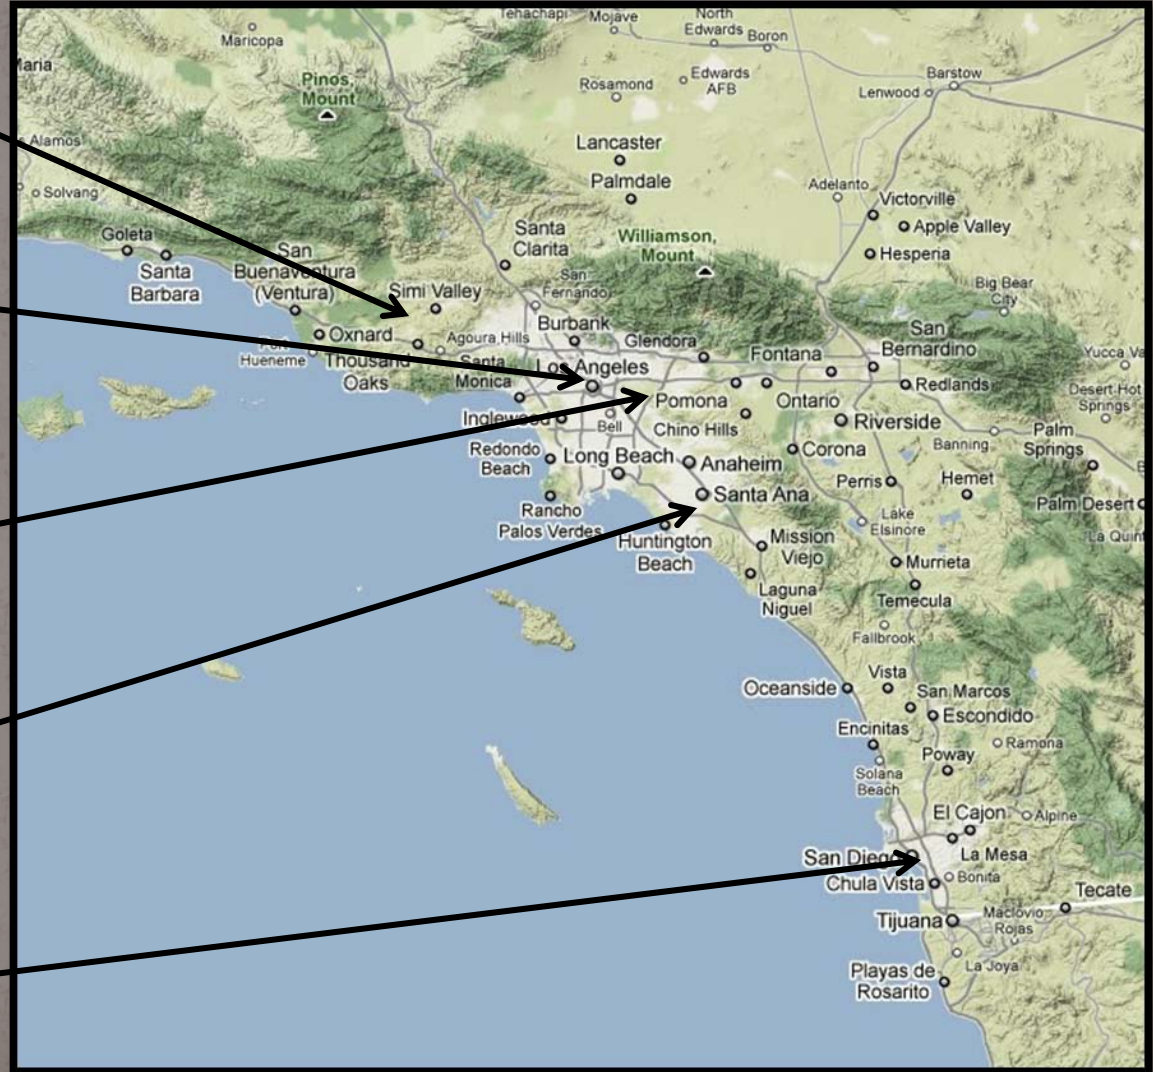 Tehachapi
Mojave
North
Edwards
Boron
Maricopa
Pinos,
Mount
Rosamond
Edwards
AFB
Barstow
Lenwood
Alamos
Solvang
Lancaster
Palmdale
Adelanto
Victorville
Apple Valley
Hesperia
Goleta
Santa
Barbara
San
Buenaventura
(Ventura)
Santa
Clarita
Williamson,
Mount
San
Fernando
Simi Valley
Big Bear
City
Oxnard
Hueneme
Thousand
Oaks
Agoura Hills
Burbank
Glendora
Fontana
San
Bernardino
Yucca Va
Santa
Monica
Los Angeles
Redlands
Desert Hot
Springs
Pomona
Ontario
Inglewood
Bell
Chino Hills
Riverside
Banning
Palm
Springs
Redondo
Beach
Long Beach
Anaheim
Corona
Perris
Hemet
Santa Ana
Palm Desert
Rancho
Palos Verdes
Huntington
Beach
Lake
Elsinore
La Quint
Mission
Viejo
Murrieta
Laguna
Niguel
Temecula
Fallbrook
Oceanside
Vista
San Marcos
Escondido
Encinitas
Ramona
Poway
Solana
Beach
El Cajon
Alpine
San Diego
La Mesa
Bonita
Chula Vista
Tecate
Tijuana
Maclovio
Rojas
La Joya
Playas de
Rosarito